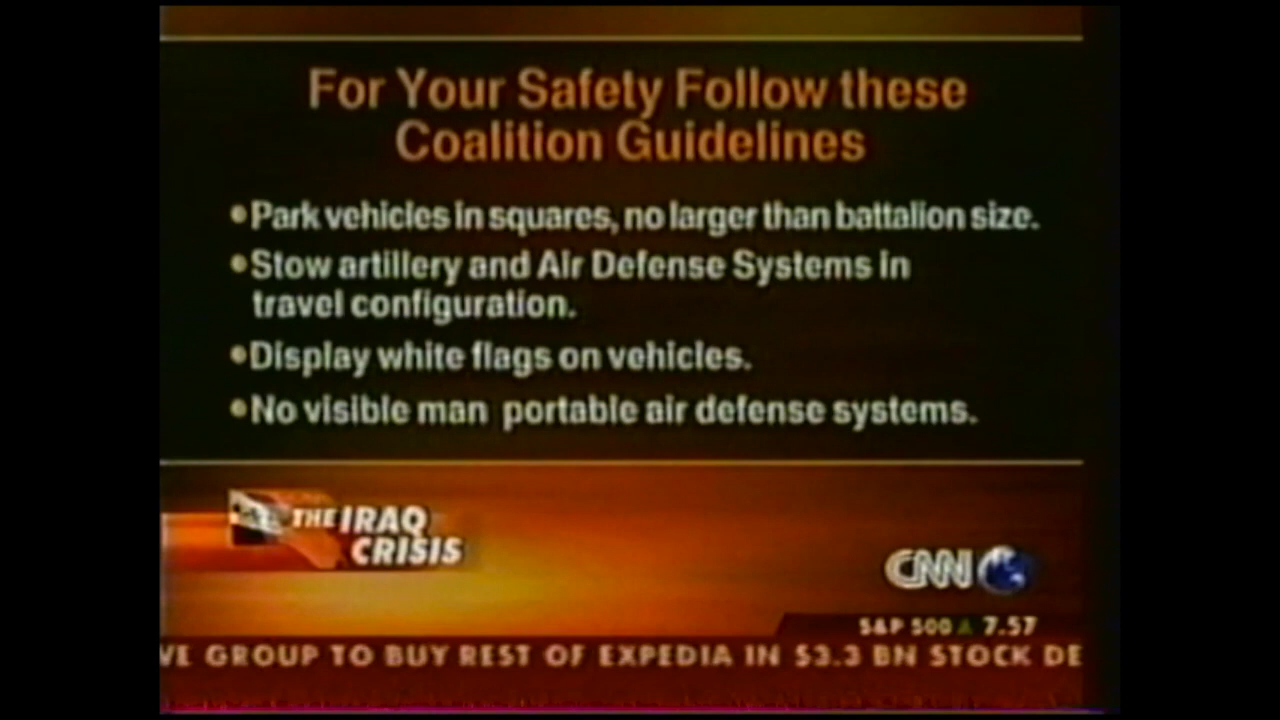 For Your Safety Follow these
Coalition Guidelines
•Park vehicles in squares, no larger than battalion size.
•Stow artillery and Air Defense Systems in
travel configuration.
•Display white flags on vehicles.
•No visible man portable air defense systems.
THE IRAQ
CRISIS
CNN
S&P 500 ▲ 7.57
VE GROUP TO BUY REST OF EXPEDIA IN $3.3 BN STOCK DE